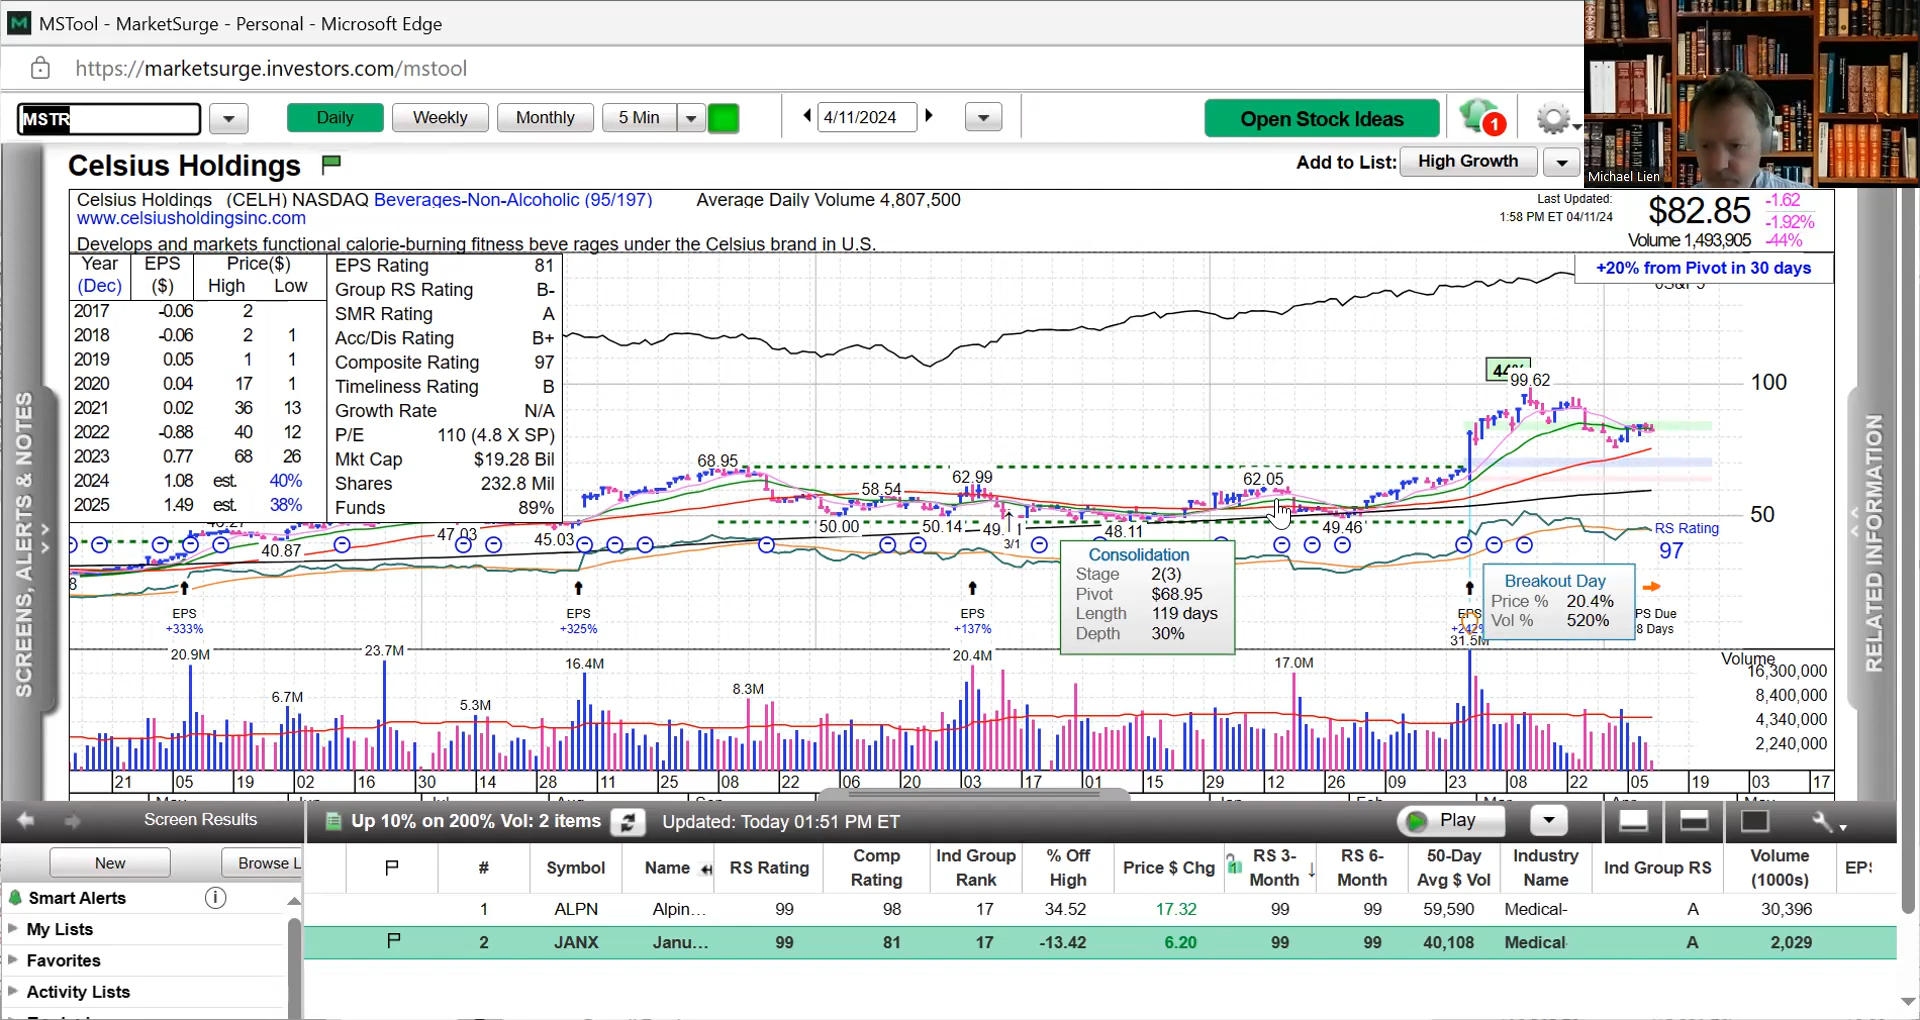 MSTool - MarketSurge - Personal - Microsoft Edge
https://marketsurge.investors.com/mstool
MSTR
Daily
Weekly
Monthly
5 Min
4/11/2024
Open Stock Ideas
1
Michael Lien
Celsius Holdings
Add to List:
High Growth
Celsius Holdings (CELH) NASDAQ Beverages-Non-Alcoholic (95/197) Average Daily Volume 4,807,500
www.celsiusholdingsinc.com
Develops and markets functional calorie-burning fitness beve rages under the Celsius brand in U.S.
Last Updated:
1:58 PM ET 04/11/24
$82.85
-1.62
-1.92%
Volume 1,493,905 -44%
+20% from Pivot in 30 days
Year EPS Price($)
(Dec) ($) High Low
2017 -0.06 2
2018 -0.06 2 1
2019 0.05 1 1
2020 0.04 17 1
2021 0.02 36 13
2022 -0.88 40 12
2023 0.77 68 26
2024 1.08 est. 40%
2025 1.49 est. 38%
EPS Rating 81
Group RS Rating B-
SMR Rating A
Acc/Dis Rating B+
Composite Rating 97
Timeliness Rating B
Growth Rate N/A
P/E 110 (4.8 X SP)
Mkt Cap $19.28 Bil
Shares 232.8 Mil
Funds 89%
99.62
100
68.95
62.99
62.05
58.54
50
50.00
50.14
48.11
49.46
47.03
45.03
40.87
3/1
RS Rating
97
Consolidation
Stage 2(3)
Pivot $68.95
Length 119 days
Depth 30%
Breakout Day
Price % 20.4%
Vol % 520%
EPS
+333%
EPS
+325%
EPS
+137%
8 Days
20.9M
23.7M
6.7M
5.3M
16.4M
8.3M
20.4M
17.0M
31.5M
Volume
16,300,000
8,400,000
4,340,000
2,240,000
21 05 19 02 16 30 14 28 11 25 08 22 06 20 03 17 01 15 29 12 26 09 23 08 22 05 19 03 17
SCREENS, ALERTS & NOTES
RELATED INFORMATION
Screen Results
Up 10% on 200% Vol: 2 items
Updated: Today 01:51 PM ET
Play
New
Browse L
Smart Alerts
My Lists
Favorites
Activity Lists
# Symbol Name RS Rating Comp Rating Ind Group Rank % Off High Price $ Chg RS 3-Month RS 6-Month 50-Day Avg $ Vol Industry Name Ind Group RS Volume (1000s) EPS
1 ALPN Alpin... 99 98 17 34.52 17.32 99 99 59,590 Medical- A 30,396
2 JANX Janu... 99 81 17 -13.42 6.20 99 99 40,108 Medical- A 2,029